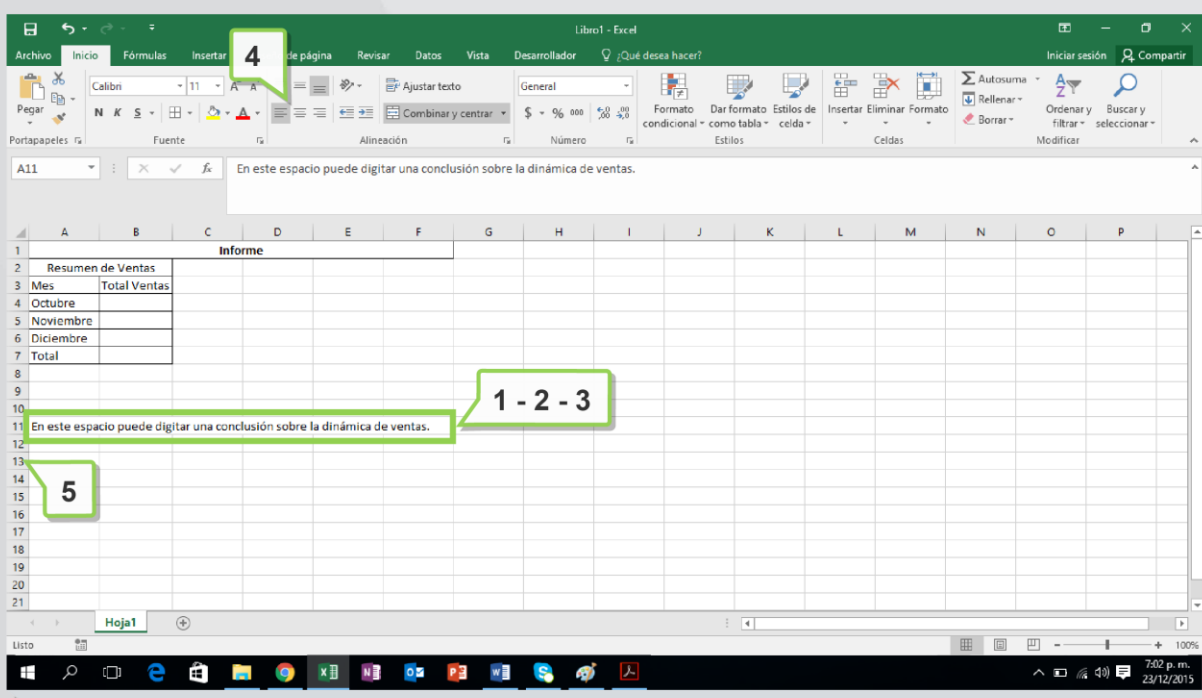 Libro1 - Excel
Archivo Inicio Fórmulas Insertar de página Revisar Datos Vista Desarrollador ¿Qué desea hacer? Iniciar sesión Compartir
4
Pegar
Calibri 11
N K S
Ajustar texto
Combinar y centrar
General
$ % 000
Formato condicional
Dar formato como tabla
Estilos de celda
Insertar Eliminar Formato
Autosuma
Rellenar
Borrar
Ordenar y filtrar
Buscar y seleccionar
Portapapeles Fuente Alineación Número Estilos Celdas Modificar
A11 fx En este espacio puede digitar una conclusión sobre la dinámica de ventas.
A B C D E F G H I J K L M N O P
1 Informe
2 Resumen de Ventas
3 Mes Total Ventas
4 Octubre
5 Noviembre
6 Diciembre
7 Total
8
9
10
1 - 2 - 3
11 En este espacio puede digitar una conclusión sobre la dinámica de ventas.
12
13
14
5
15
16
17
18
19
20
21
Hoja1
Listo 100%
7:02 p. m.
23/12/2015